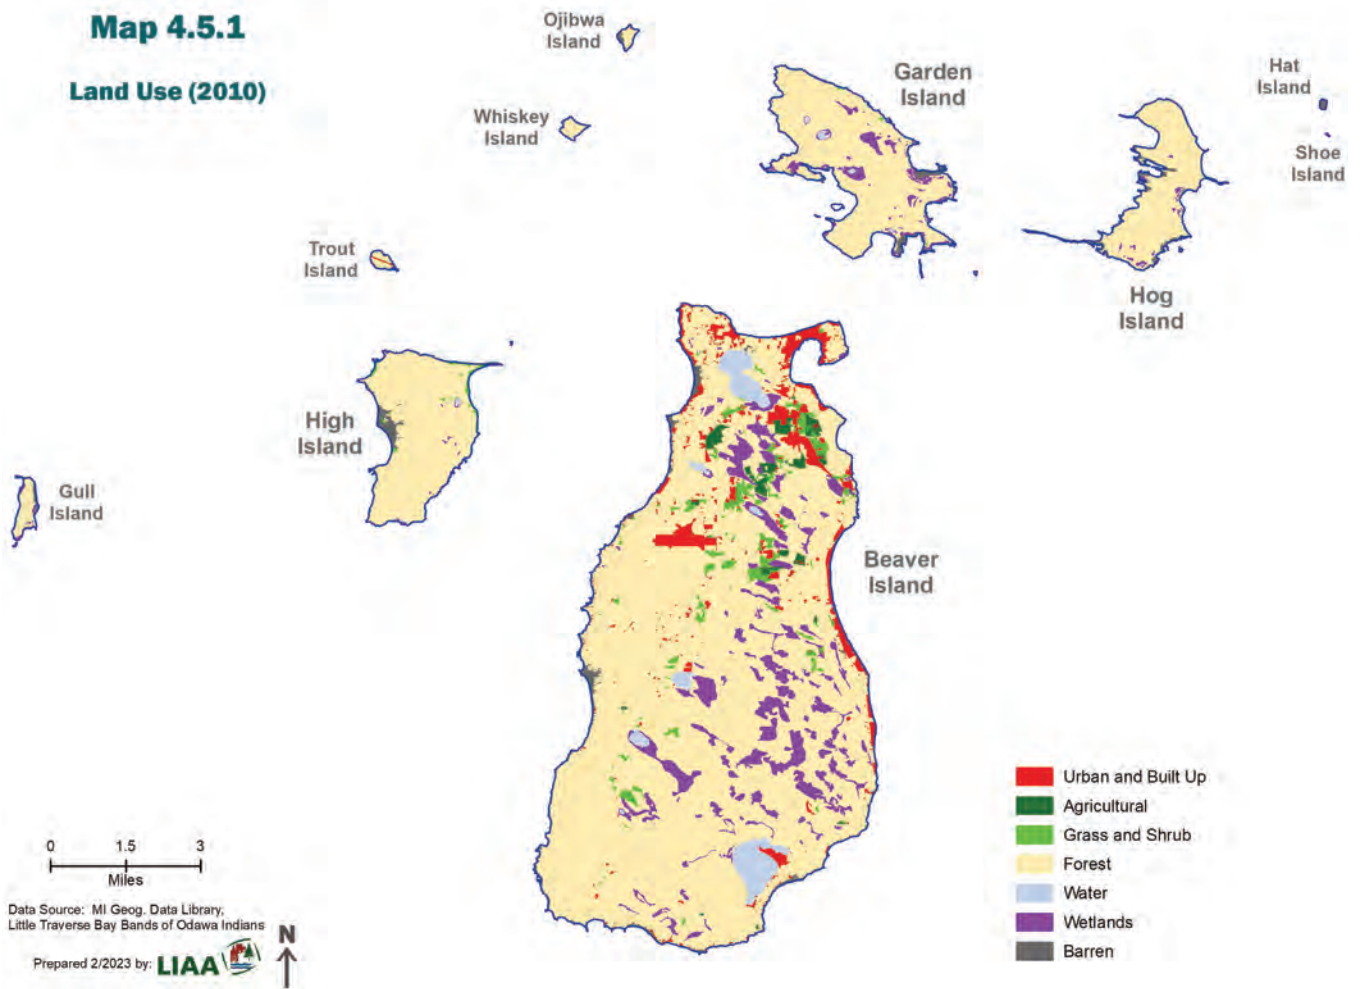 Map 4.5.1
Land Use (2010)
Ojibwa
Island
Whiskey
Island
Garden
Island
Hat
Island
Shoe
Island
Trout
Island
Hog
Island
High
Island
Gull
Island
Beaver
Island
Urban and Built Up
Agricultural
Grass and Shrub
Forest
Water
Wetlands
Barren
0 1.5 3
Miles
Data Source: MI Geog. Data Library,
Little Traverse Bay Bands of Odawa Indians
Prepared 2/2023 by: LIAA
N